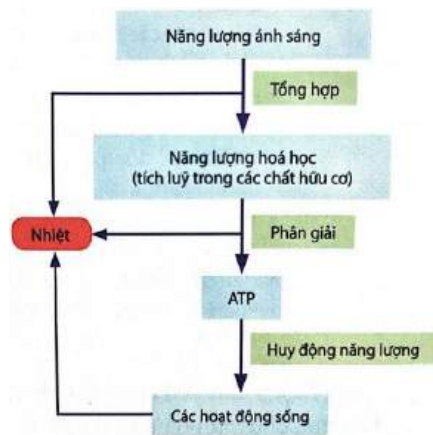 Năng lượng ánh sáng
Tổng hợp
Năng lượng hoá học
(tích luỹ trong các chất hữu cơ)
Nhiệt
Phân giải
ATP
Huy động năng lượng
Các hoạt động sống